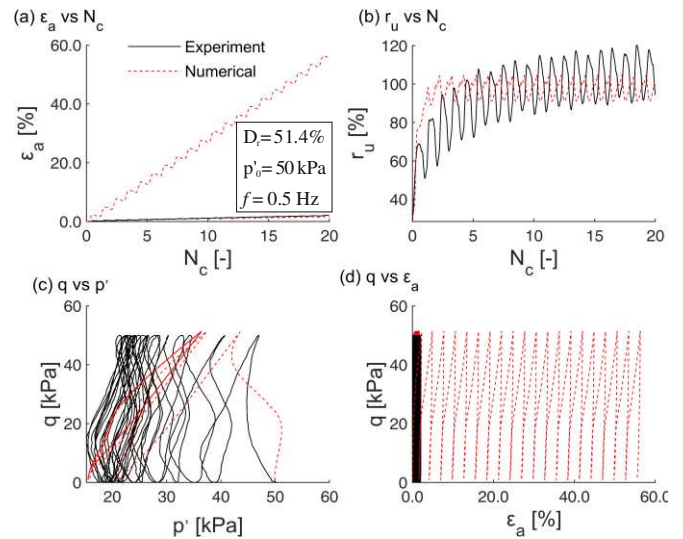 (a) εa vs Nc
(b) ru vs Nc
60.0
40.0
20.0
0.0
εa [%]
Experiment
Numerical
Dr=51.4%
p'0=50 kPa
f=0.5 Hz
0 5 10 15 20
Nc [-]
120
100
80
60
40
ru [%]
0 5 10 15 20
Nc [-]
(c) q vs p'
(d) q vs εa
60
40
20
0
q [kPa]
20 30 40 50 60
p' [kPa]
60
40
20
0
q [kPa]
0.0 20.0 40.0 60.0
εa [%]